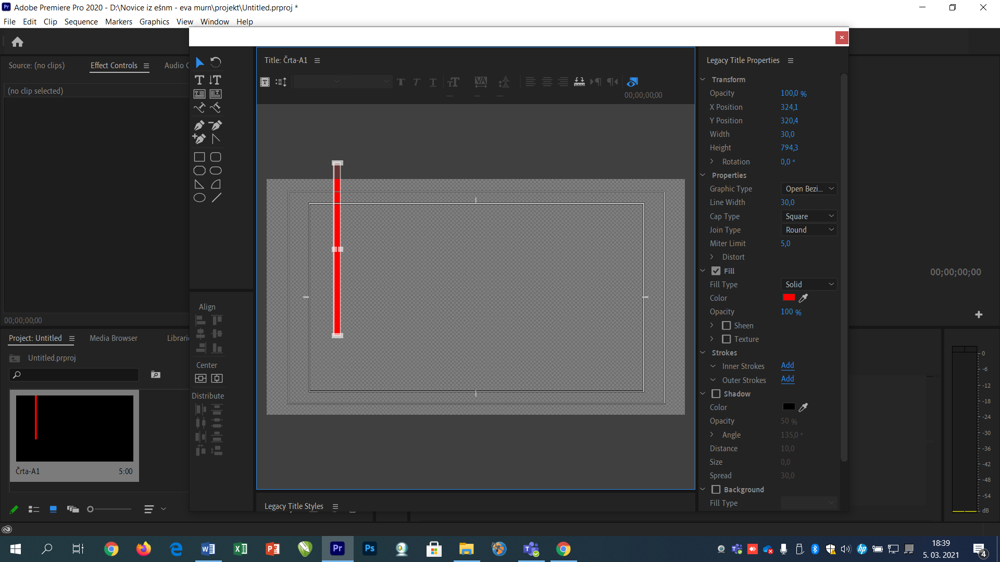 Adobe Premiere Pro 2020 - D:\Novice iz ešnm - eva murn\projekt\Untitled.prproj *
File Edit Clip Sequence Markers Graphics View Window Help
Source: (no clips) Effect Controls Audio C
(no clip selected)
00;00;00;00
Project: Untitled Media Browser Librari
Untitled.prproj
Črta-A1 5:00
Align
Center
Distribute
Title: Črta-A1
00;00;00;00
Legacy Title Styles
Legacy Title Properties
Transform
Opacity 100,0 %
X Position 324,1
Y Position 320,4
Width 30,0
Height 794,3
Rotation 0,0 °
Properties
Graphic Type Open Bezi...
Line Width 30,0
Cap Type Square
Join Type Round
Miter Limit 5,0
Distort
Fill
Fill Type Solid
Color
Opacity 100 %
Sheen
Texture
Strokes
Inner Strokes Add
Outer Strokes Add
Shadow
Color
Opacity 50 %
Angle 135,0 °
Distance 10,0
Size 0,0
Spread 30,0
Background
Fill Type
00;00;00;00
0
-6
-12
-18
-24
-30
-36
-42
-48
-54
dB
18:39
5. 03. 2021
4